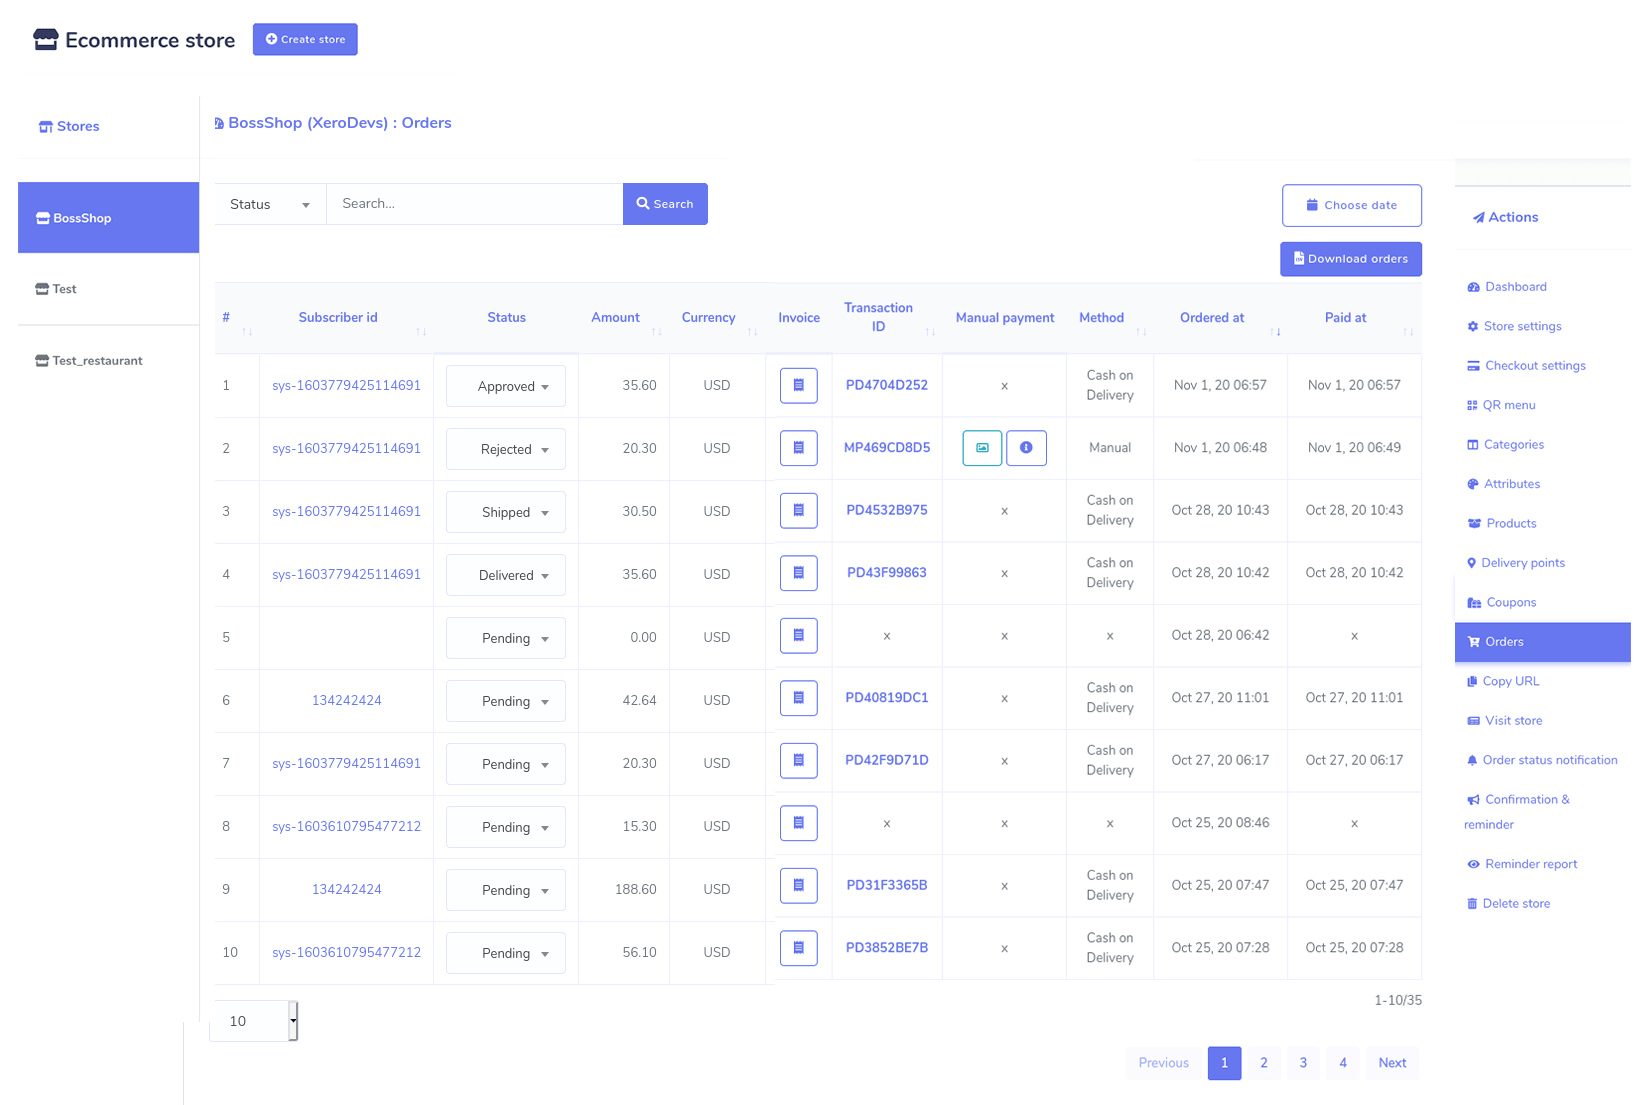 Ecommerce store
Create store
Stores
BossShop (XeroDevs) : Orders
BossShop
Test
Test_restaurant
Status Search... Search
Choose date
Download orders
# Subscriber id Status Amount Currency Invoice Transaction ID Manual payment Method Ordered at Paid at
1 sys-1603779425114691 Approved 35.60 USD PD4704D252 x Cash on Delivery Nov 1, 20 06:57 Nov 1, 20 06:57
2 sys-1603779425114691 Rejected 20.30 USD MP469CD8D5 Manual Nov 1, 20 06:48 Nov 1, 20 06:49
3 sys-1603779425114691 Shipped 30.50 USD PD4532B975 x Cash on Delivery Oct 28, 20 10:43 Oct 28, 20 10:43
4 sys-1603779425114691 Delivered 35.60 USD PD43F99863 x Cash on Delivery Oct 28, 20 10:42 Oct 28, 20 10:42
5 Pending 0.00 USD x x x Oct 28, 20 06:42 x
6 134242424 Pending 42.64 USD PD40819DC1 x Cash on Delivery Oct 27, 20 11:01 Oct 27, 20 11:01
7 sys-1603779425114691 Pending 20.30 USD PD42F9D71D x Cash on Delivery Oct 27, 20 06:17 Oct 27, 20 06:17
8 sys-1603610795477212 Pending 15.30 USD x x x Oct 25, 20 08:46 x
9 134242424 Pending 188.60 USD PD31F3365B x Cash on Delivery Oct 25, 20 07:47 Oct 25, 20 07:47
10 sys-1603610795477212 Pending 56.10 USD PD3852BE7B x Cash on Delivery Oct 25, 20 07:28 Oct 25, 20 07:28
10
1-10/35
Previous 1 2 3 4 Next
Actions
Dashboard
Store settings
Checkout settings
QR menu
Categories
Attributes
Products
Delivery points
Coupons
Orders
Copy URL
Visit store
Order status notification
Confirmation &
reminder
Reminder report
Delete store